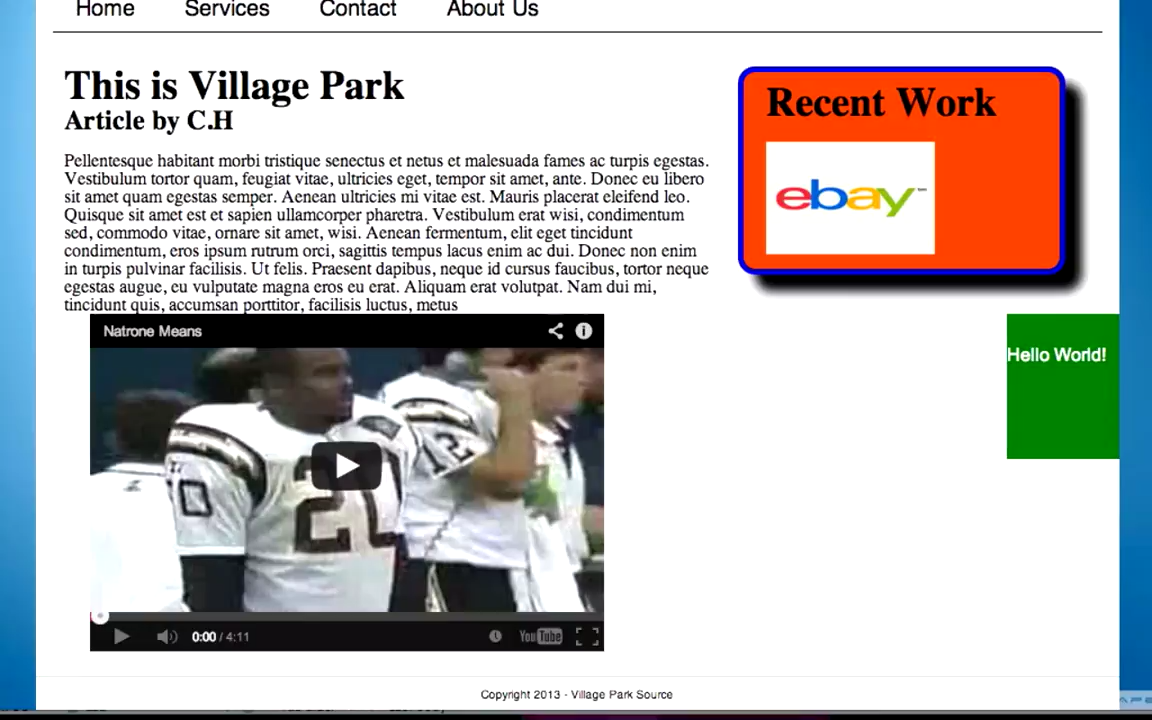 Home Services Contact About Us
This is Village Park
Article by C.H
Pellentesque habitant morbi tristique senectus et netus et malesuada fames ac turpis egestas.
Vestibulum tortor quam, feugiat vitae, ultricies eget, tempor sit amet, ante. Donec eu libero
sit amet quam egestas semper. Aenean ultricies mi vitae est. Mauris placerat eleifend leo.
Quisque sit amet est et sapien ullamcorper pharetra. Vestibulum erat wisi, condimentum
sed, commodo vitae, ornare sit amet, wisi. Aenean fermentum, elit eget tincidunt
condimentum, eros ipsum rutrum orci, sagittis tempus lacus enim ac dui. Donec non enim
in turpis pulvinar facilisis. Ut felis. Praesent dapibus, neque id cursus faucibus, tortor neque
egestas augue, eu vulputate magna eros eu erat. Aliquam erat volutpat. Nam dui mi,
tincidunt quis, accumsan porttitor, facilisis luctus, metus
Recent Work
ebay™
Natrone Means
Hello World!
0:00 / 4:11
YouTube
Copyright 2013 - Village Park Source